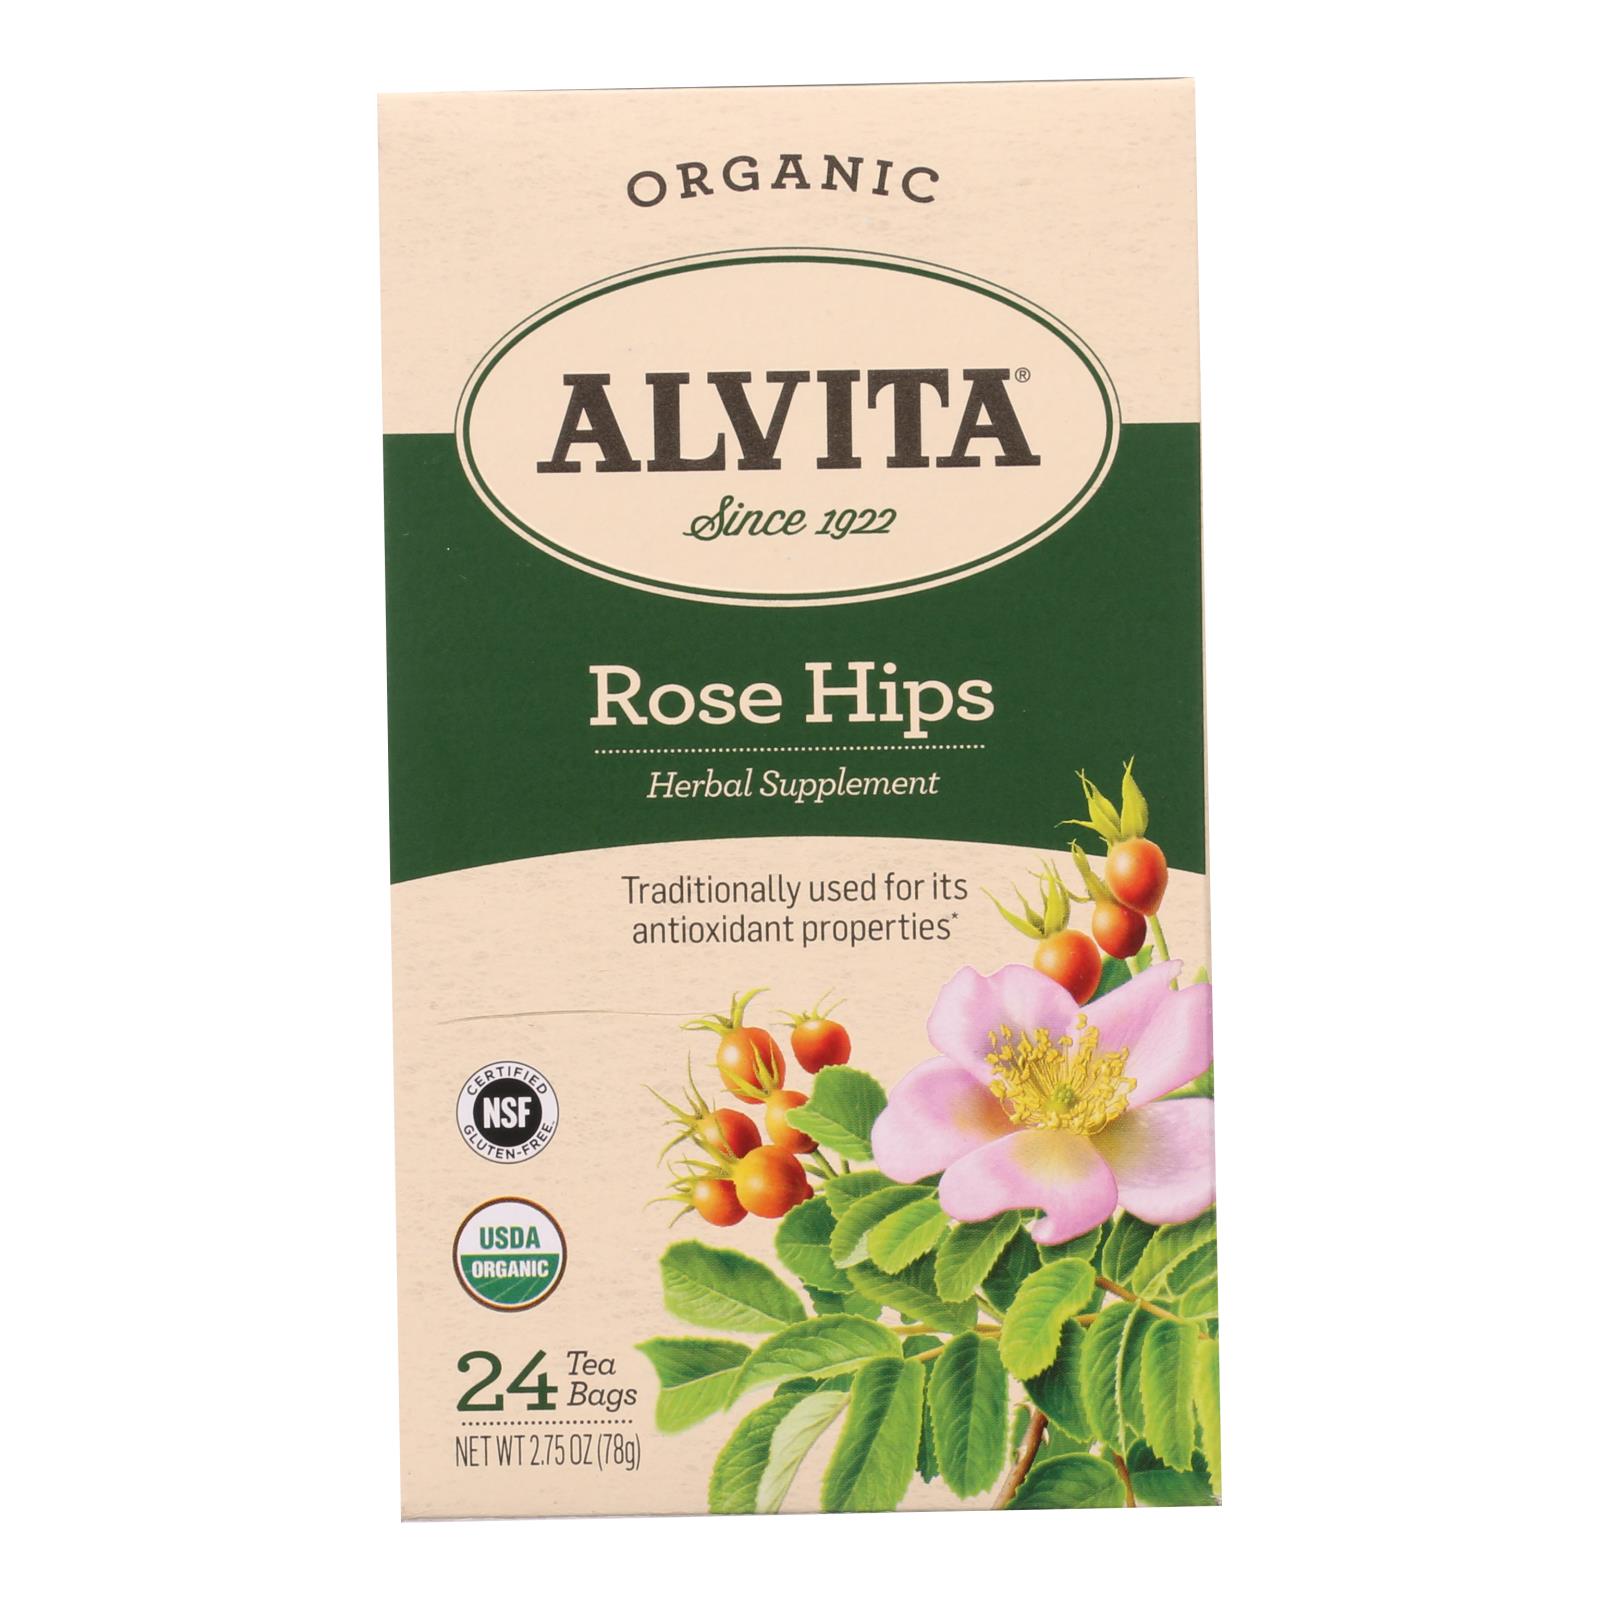 ORGANIC
ALVITA®
Since 1922
Rose Hips
Herbal Supplement
Traditionally used for its
antioxidant properties*
CERTIFIED
NSF
GLUTEN-FREE™
USDA
ORGANIC
24 Tea
Bags
NET WT 2.75 OZ (78g)